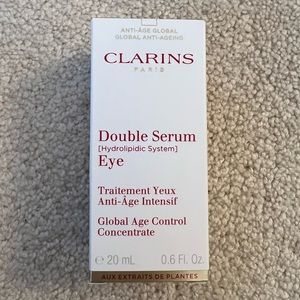 ANTI-ÂGE GLOBAL
GLOBAL ANTI-AGEING
CLARINS
PARIS
Double Serum
[Hydrolipidic System]
Eye
Traitement Yeux
Anti-Âge Intensif
Global Age Control
Concentrate
e 20 mL 0.6 Fl. Oz.
AUX EXTRAITS DE PLANTES